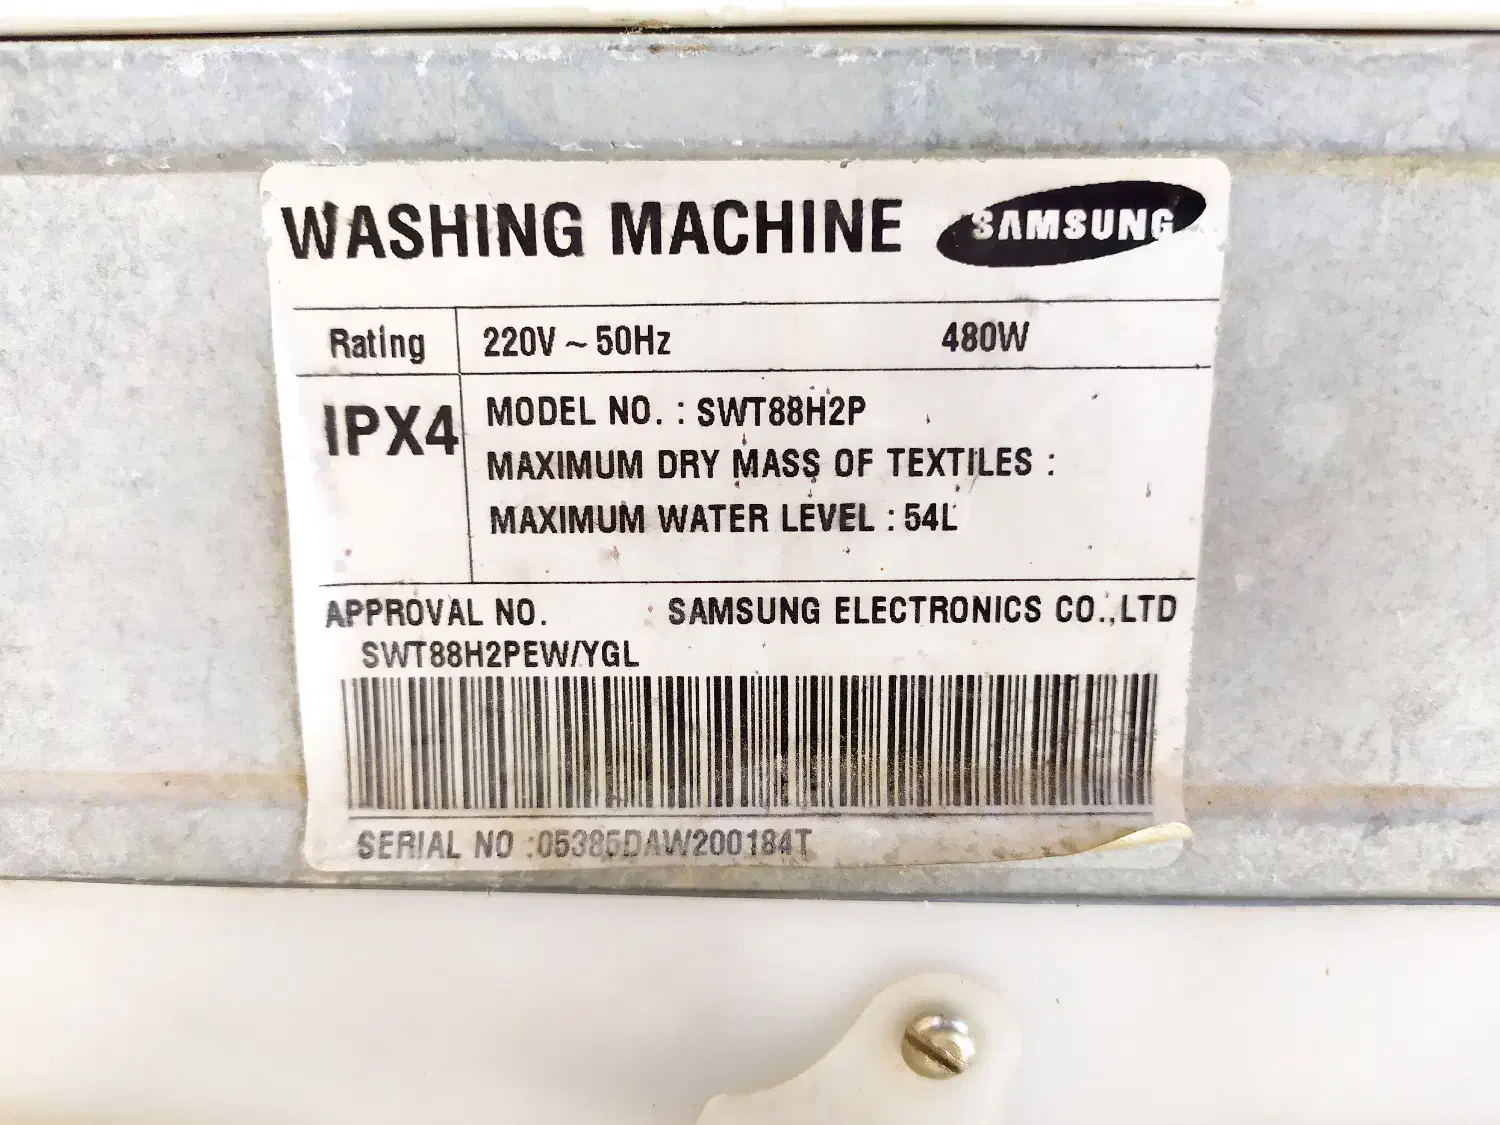 WASHING MACHINE SAMSUNG
Rating 220V ~ 50Hz 480W
IPX4
MODEL NO. : SWT88H2P
MAXIMUM DRY MASS OF TEXTILES :
MAXIMUM WATER LEVEL : 54L
APPROVAL NO. SAMSUNG ELECTRONICS CO.,LTD
SWT88H2PEW/YGL
SERIAL NO :05385DAW200184T